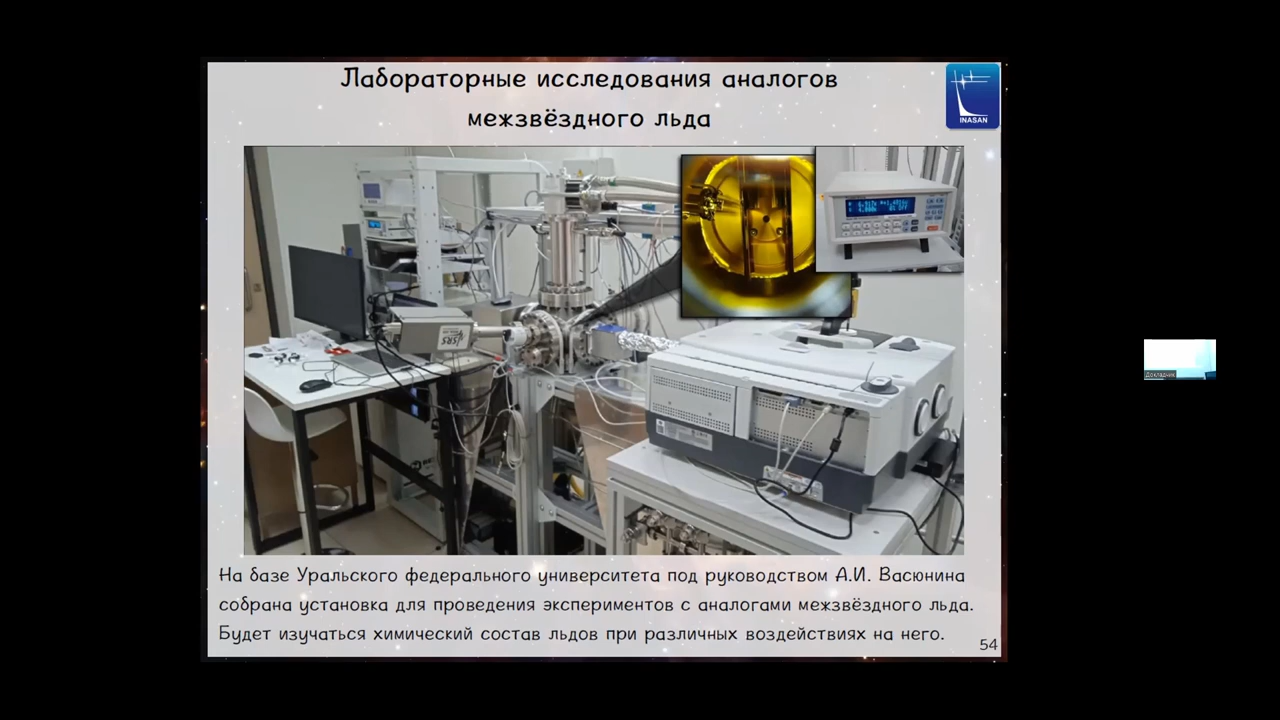 Лабораторные исследования аналогов
межзвёздного льда
INASAN
SRS
На базе Уральского федерального университета под руководством А.И. Васюнина
собрана установка для проведения экспериментов с аналогами межзвёздного льда.
Будет изучаться химический состав льдов при различных воздействиях на него.
54
Докладчик